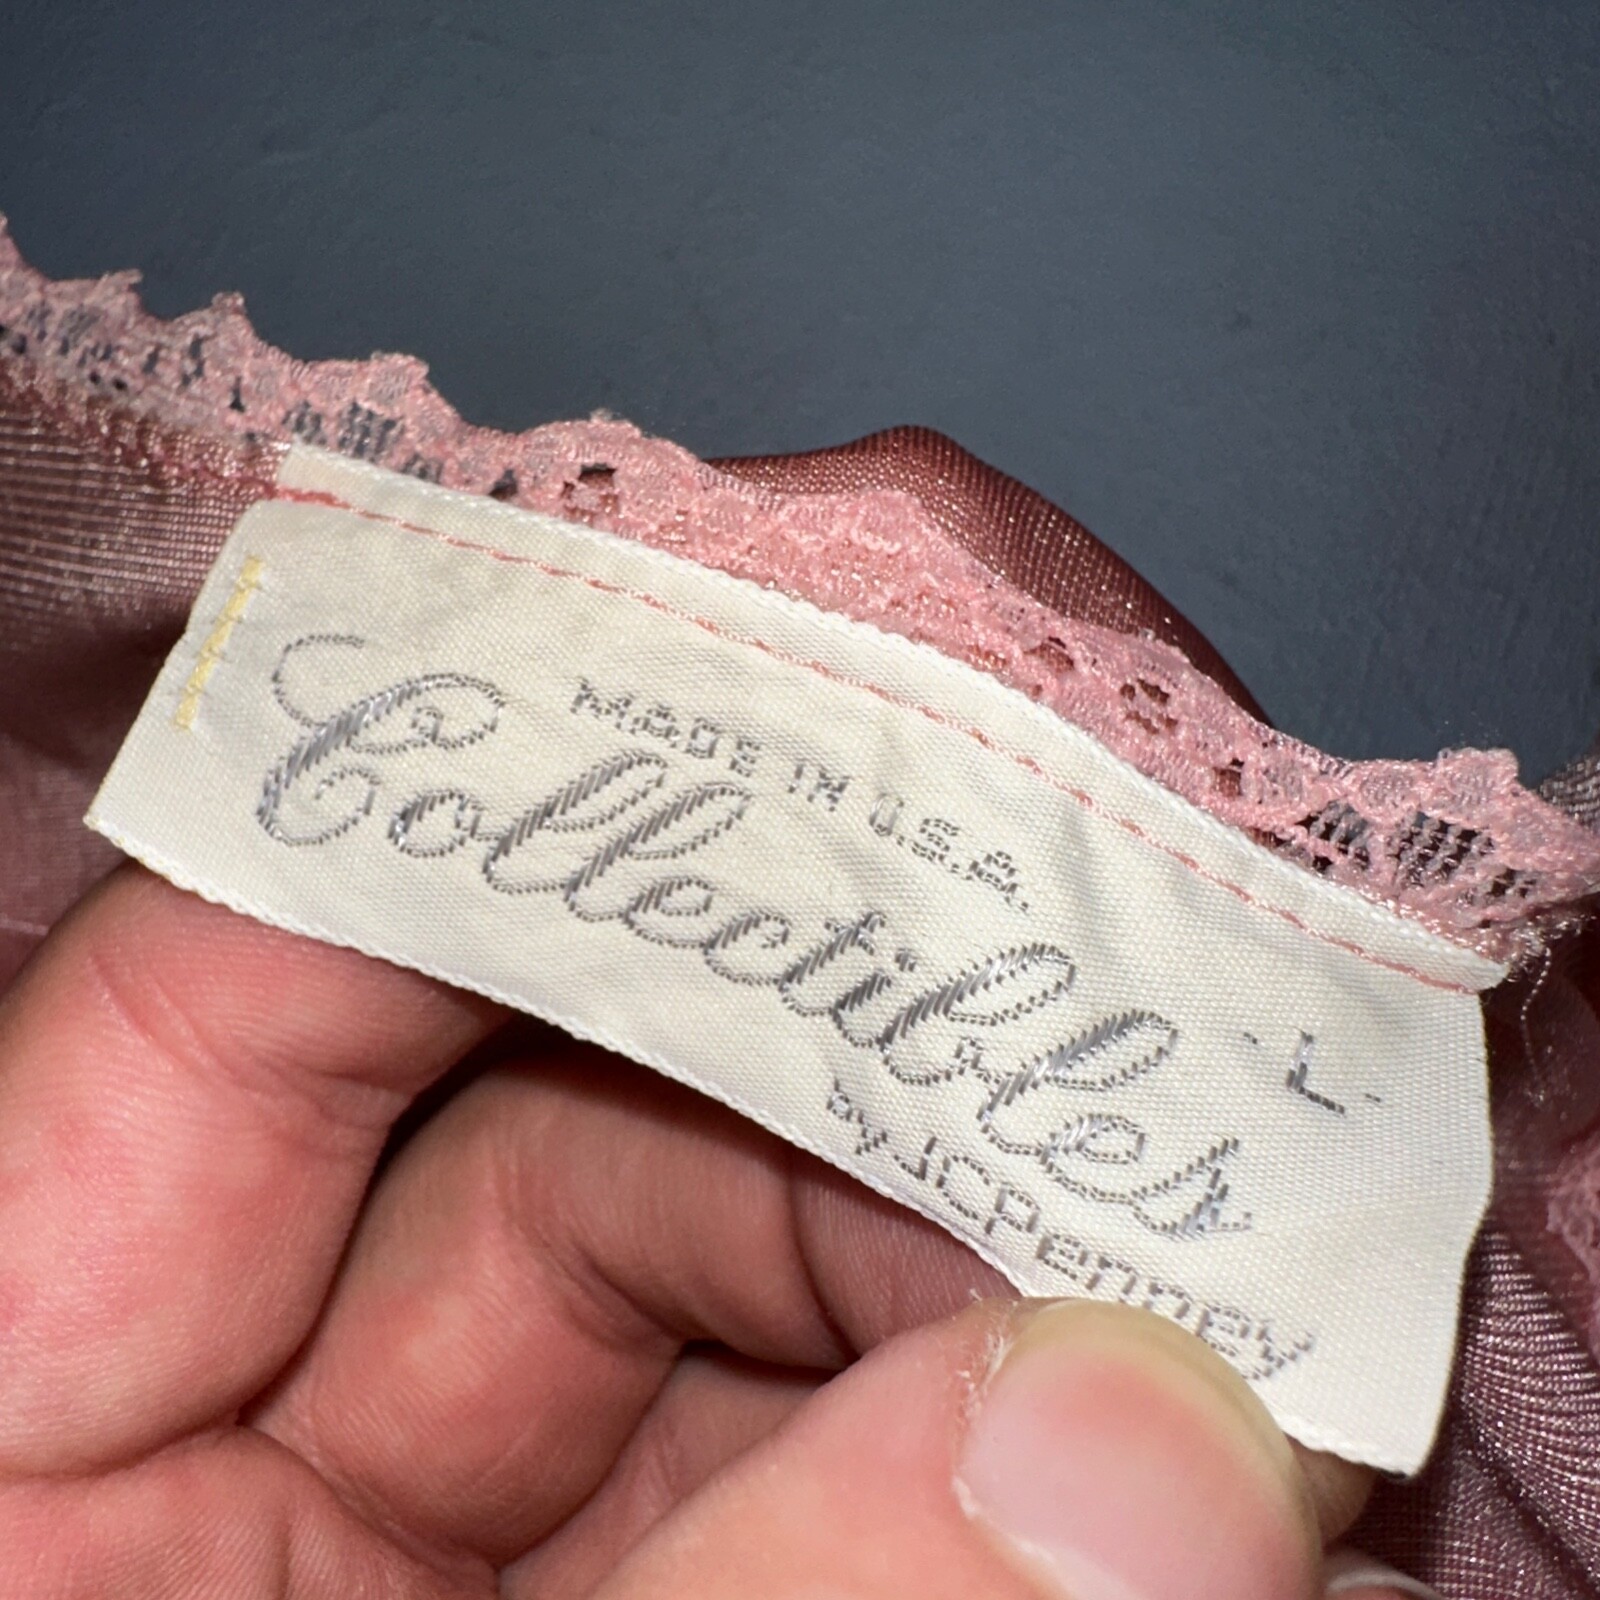 MADE IN U.S.A.
Collectibles
-L-
by JCPenney